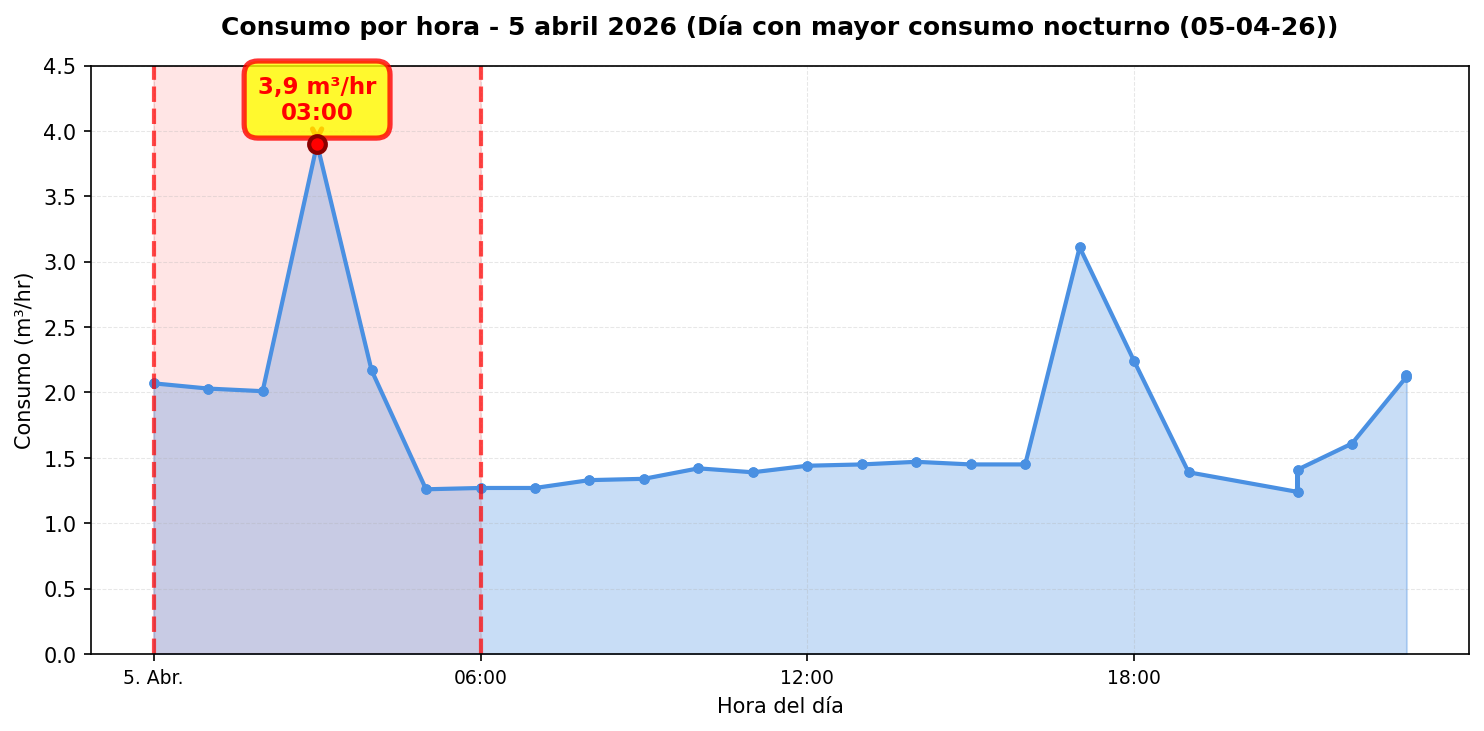 Consumo por hora - 5 abril 2026 (Día con mayor consumo nocturno (05-04-26))
3,9 m³/hr
03:00
Consumo (m³/hr)
4.5
4.0
3.5
3.0
2.5
2.0
1.5
1.0
0.5
0.0
5. Abr.
06:00
12:00
18:00
Hora del día